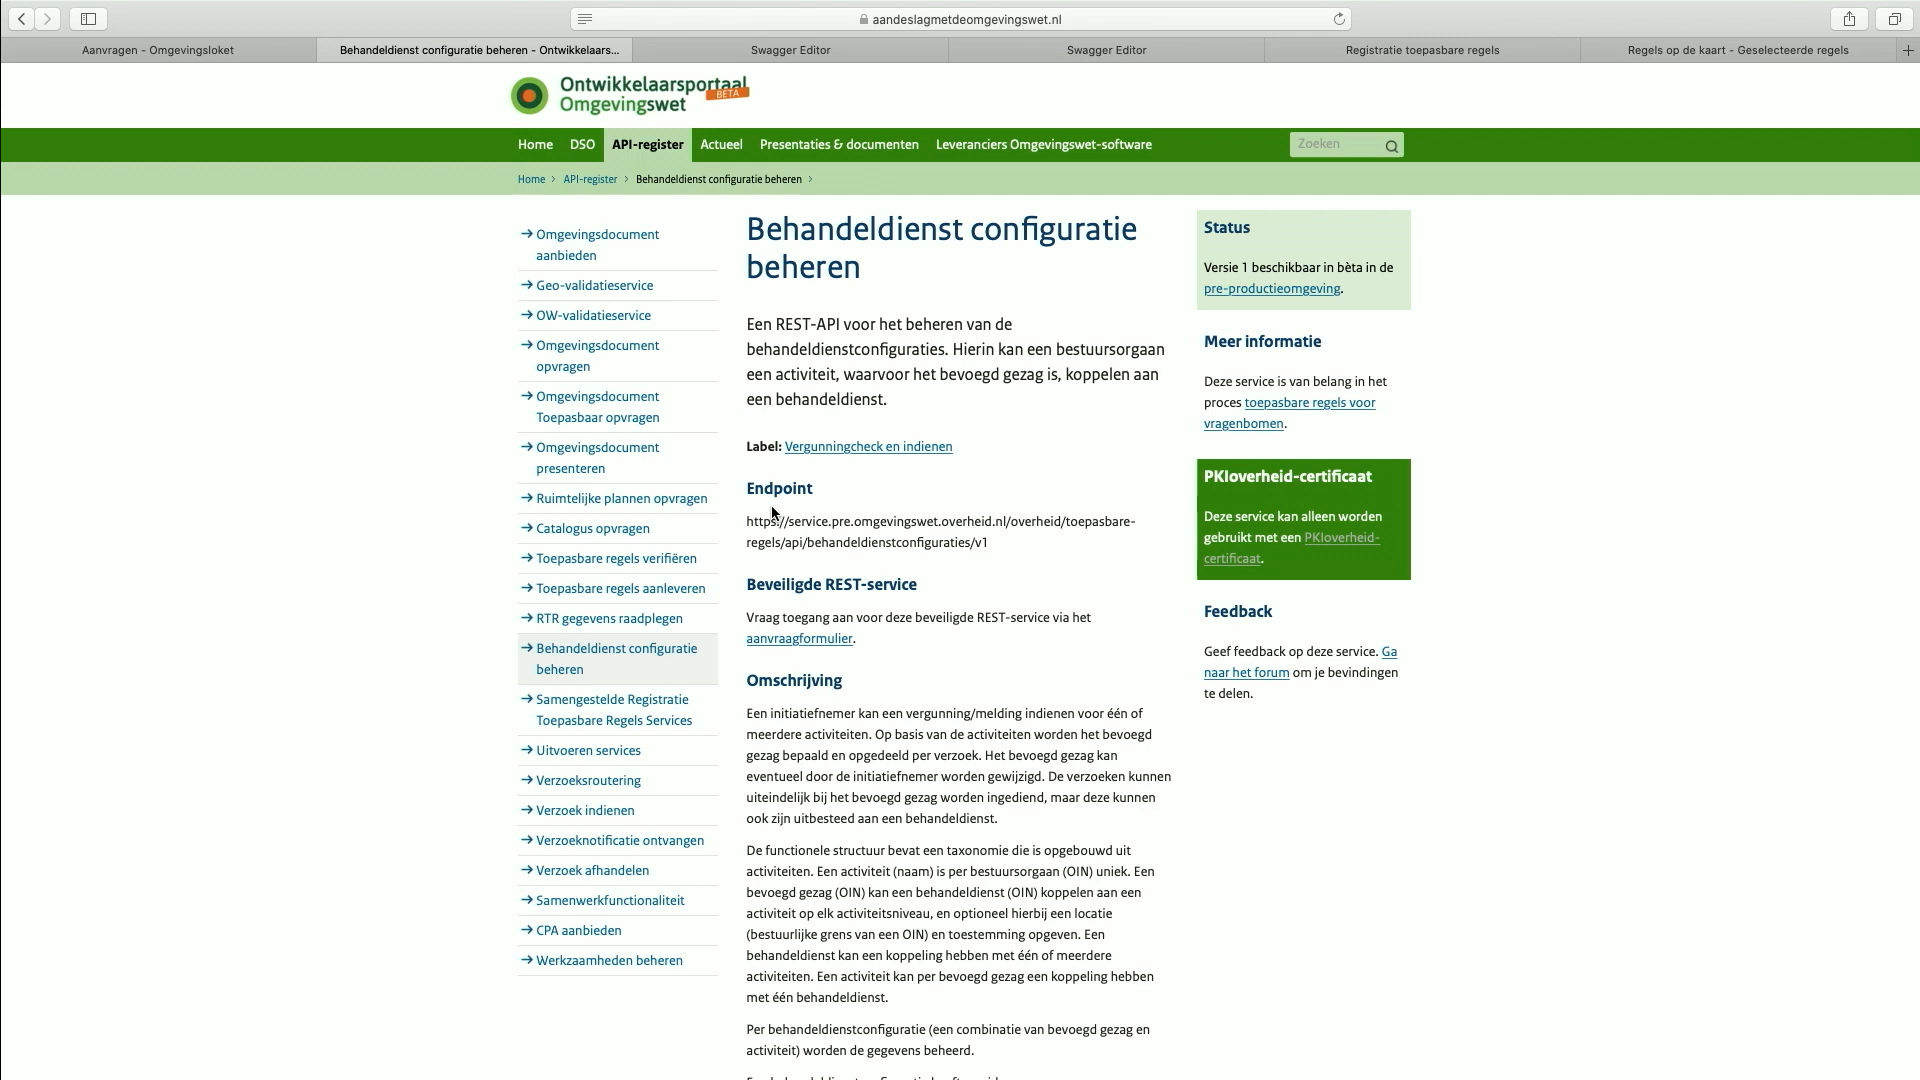 aandeslagmetdeomgevingswet.nl
Aanvragen - Omgevingsloket
Behandeldienst configuratie beheren - Ontwikkelaars...
Swagger Editor
Swagger Editor
Registratie toepasbare regels
Regels op de kaart - Geselecteerde regels
Ontwikkelaarsportaal
Omgevingswet
BETA
Home
DSO
API-register
Actueel
Presentaties & documenten
Leveranciers Omgevingswet-software
Zoeken
Home > API-register > Behandeldienst configuratie beheren >
→ Omgevingsdocument
aanbieden
→ Geo-validatieservice
→ OW-validatieservice
→ Omgevingsdocument
opvragen
→ Omgevingsdocument
Toepasbaar opvragen
→ Omgevingsdocument
presenteren
→ Ruimtelijke plannen opvragen
→ Catalogus opvragen
→ Toepasbare regels verifiëren
→ Toepasbare regels aanleveren
→ RTR gegevens raadplegen
→ Behandeldienst configuratie
beheren
→ Samengestelde Registratie
Toepasbare Regels Services
→ Uitvoeren services
→ Verzoeksroutering
→ Verzoek indienen
→ Verzoeknotificatie ontvangen
→ Verzoek afhandelen
→ Samenwerkfunctionaliteit
→ CPA aanbieden
→ Werkzaamheden beheren
Behandeldienst configuratie
beheren
Een REST-API voor het beheren van de
behandeldienstconfiguraties. Hierin kan een bestuursorgaan
een activiteit, waarvoor het bevoegd gezag is, koppelen aan
een behandeldienst.
Label: Vergunningcheck en indienen
Endpoint
https://service.pre.omgevingswet.overheid.nl/overheid/toepasbare-
regels/api/behandeldienstconfiguraties/v1
Beveiligde REST-service
Vraag toegang aan voor deze beveiligde REST-service via het
aanvraagformulier.
Omschrijving
Een initiatiefnemer kan een vergunning/melding indienen voor één of
meerdere activiteiten. Op basis van de activiteiten worden het bevoegd
gezag bepaald en opgedeeld per verzoek. Het bevoegd gezag kan
eventueel door de initiatiefnemer worden gewijzigd. De verzoeken kunnen
uiteindelijk bij het bevoegd gezag worden ingediend, maar deze kunnen
ook zijn uitbesteed aan een behandeldienst.
De functionele structuur bevat een taxonomie die is opgebouwd uit
activiteiten. Een activiteit (naam) is per bestuursorgaan (OIN) uniek. Een
bevoegd gezag (OIN) kan een behandeldienst (OIN) koppelen aan een
activiteit op elk activiteitsniveau, en optioneel hierbij een locatie
(bestuurlijke grens van een OIN) en toestemming opgeven. Een
behandeldienst kan een koppeling hebben met één of meerdere
activiteiten. Een activiteit kan per bevoegd gezag een koppeling hebben
met één behandeldienst.
Per behandeldienstconfiguratie (een combinatie van bevoegd gezag en
activiteit) worden de gegevens beheerd.
Status
Versie 1 beschikbaar in bèta in de
pre-productieomgeving.
Meer informatie
Deze service is van belang in het
proces toepasbare regels voor
vragenbomen.
PKIoverheid-certificaat
Deze service kan alleen worden
gebruikt met een PKIoverheid-
certificaat.
Feedback
Geef feedback op deze service. Ga
naar het forum om je bevindingen
te delen.